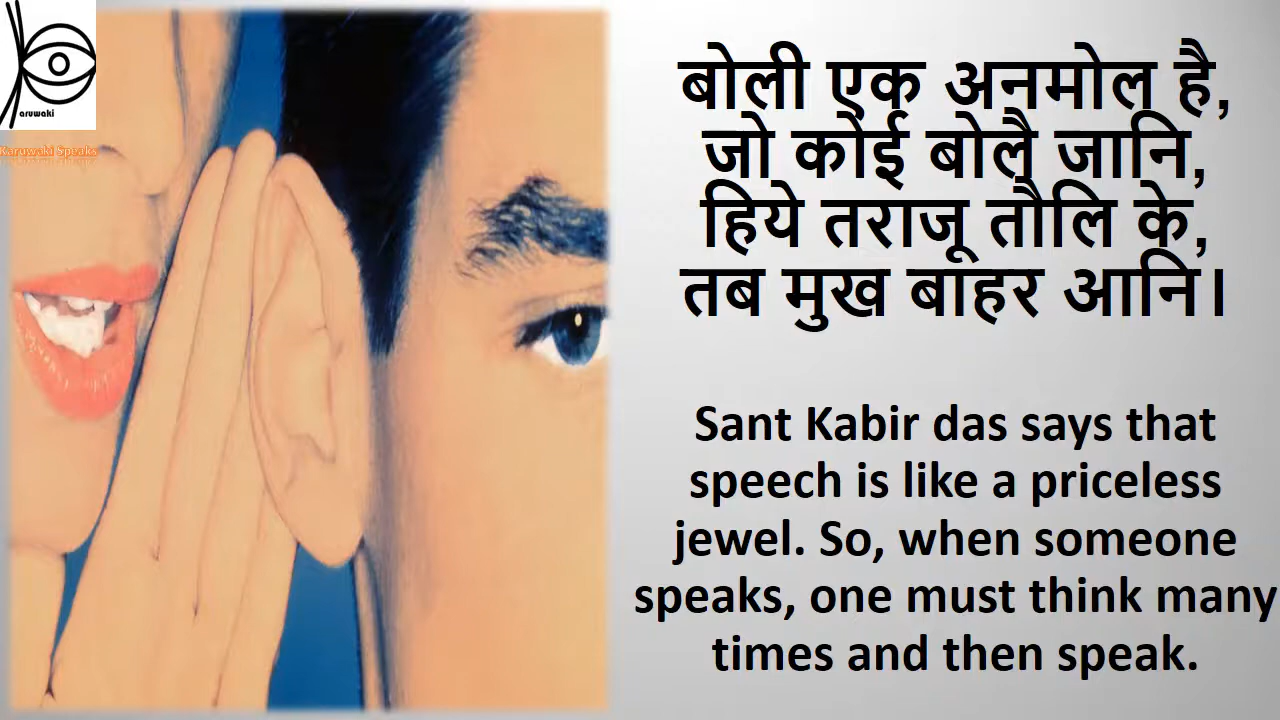 aruwaki
Karuwaki Speaks
बोली एक अनमोल है,
जो कोई बोलै जानि,
हिये तराजू तौलि के,
तब मुख बाहर आनि।
Sant Kabir das says that
speech is like a priceless
jewel. So, when someone
speaks, one must think many
times and then speak.